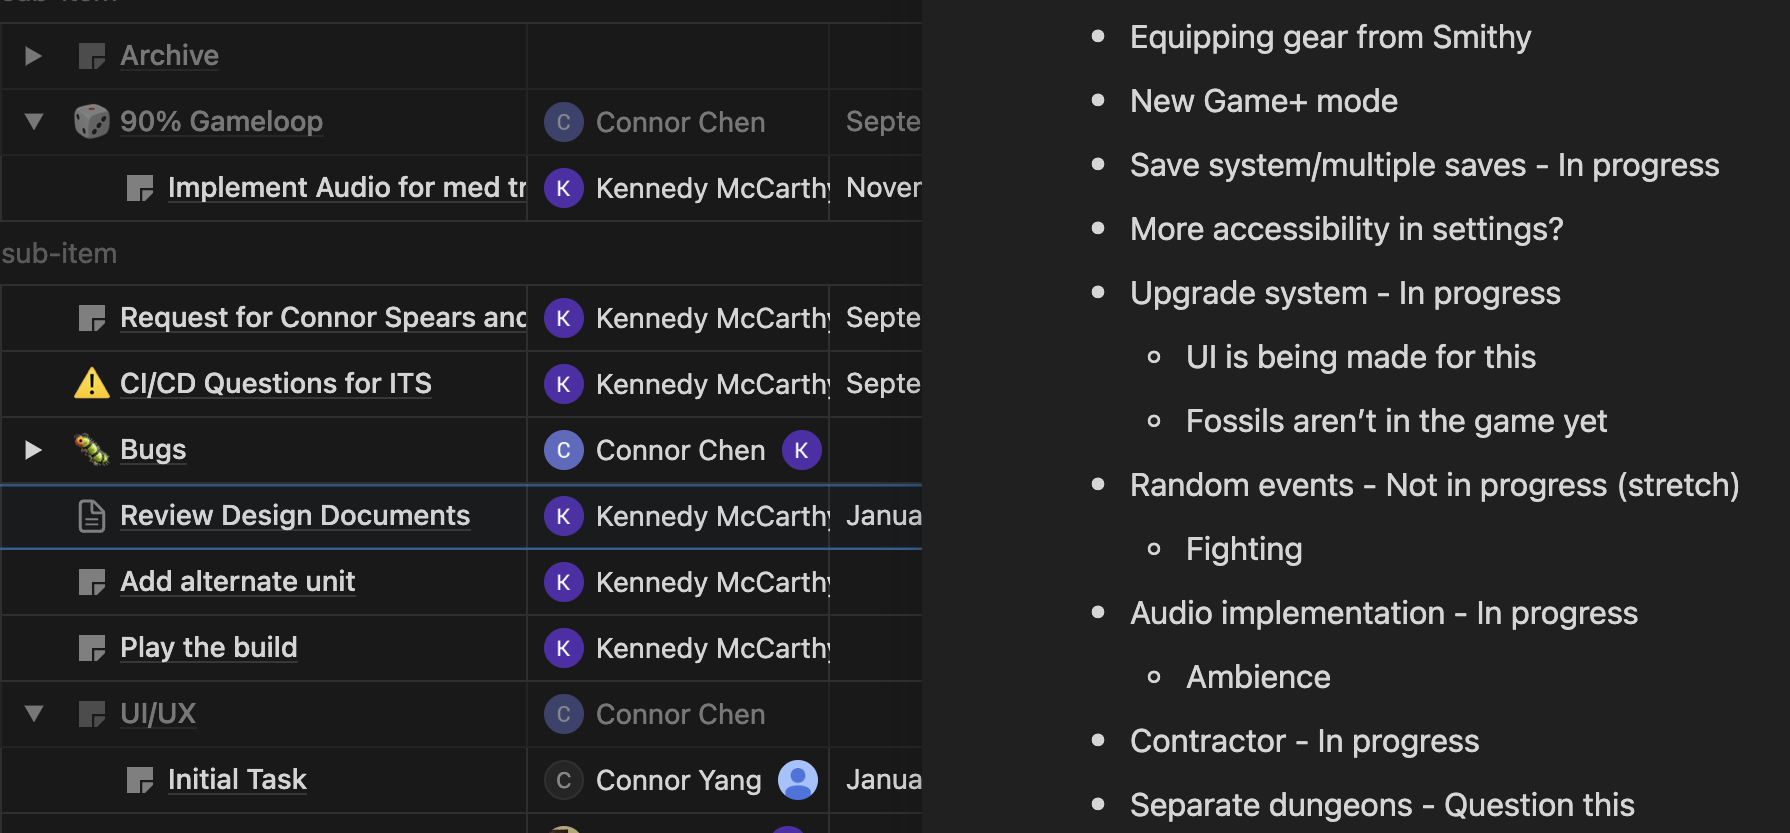 sub-item
Archive
90% Gameloop
C Connor Chen
Septe
Implement Audio for med tr
K Kennedy McCarthy
Nover
sub-item
Request for Connor Spears and
K Kennedy McCarthy
Septe
CI/CD Questions for ITS
K Kennedy McCarthy
Septe
Bugs
C Connor Chen K
Review Design Documents
K Kennedy McCarthy
Janua
Add alternate unit
K Kennedy McCarthy
Play the build
K Kennedy McCarthy
UI/UX
C Connor Chen
Initial Task
C Connor Yang
Janua
Equipping gear from Smithy
New Game+ mode
Save system/multiple saves - In progress
More accessibility in settings?
Upgrade system - In progress
UI is being made for this
Fossils aren’t in the game yet
Random events - Not in progress (stretch)
Fighting
Audio implementation - In progress
Ambience
Contractor - In progress
Separate dungeons - Question this